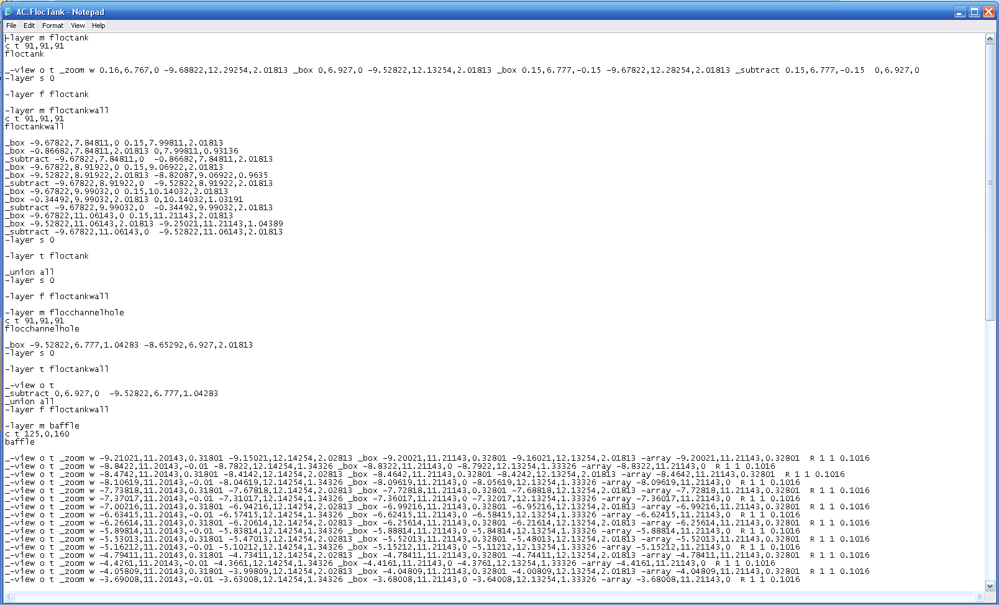 AC.FlocTank - Notepad
File Edit Format View Help
-layer m floctank
c t 91,91,91
floctank
_-view o t _zoom w 0.16,6.767,0 -9.68822,12.29254,2.01813 _box 0,6.927,0 -9.52822,12.13254,2.01813 _box 0.15,6.777,-0.15 -9.67822,12.28254,2.01813 _subtract 0.15,6.777,-0.15  0,6.927,0
-layer s 0
-layer f floctank
-layer m floctankwall
c t 91,91,91
floctankwall
_box -9.67822,7.84811,0 0.15,7.99811,2.01813
_box -0.86682,7.84811,2.01813 0,7.99811,0.93136
_subtract -9.67822,7.84811,0  -0.86682,7.84811,2.01813
_box -9.67822,8.91922,0 0.15,9.06922,2.01813
_box -9.52822,8.91922,2.01813 -8.82087,9.06922,0.9635
_subtract -9.67822,8.91922,0  -9.52822,8.91922,2.01813
_box -9.67822,9.99032,0 0.15,10.14032,2.01813
_box -0.34492,9.99032,2.01813 0,10.14032,1.03191
_subtract -9.67822,9.99032,0  -0.34492,9.99032,2.01813
_box -9.67822,11.06143,0 0.15,11.21143,2.01813
_box -9.52822,11.06143,2.01813 -9.25021,11.21143,1.04389
_subtract -9.67822,11.06143,0  -9.52822,11.06143,2.01813
-layer s 0
-layer t floctank
_union all
-layer s 0
-layer f floctankwall
-layer m flocchannelhole
c t 91,91,91
flocchannelhole
_box -9.52822,6.777,1.04283 -8.65292,6.927,2.01813
-layer s 0
-layer t floctankwall
_-view o t
_subtract 0,6.927,0  -9.52822,6.777,1.04283
_union all
-layer f floctankwall
-layer m baffle
c t 125,0,160
baffle
_-view o t _zoom w -9.21021,11.20143,0.31801 -9.15021,12.14254,2.02813 _box -9.20021,11.21143,0.32801 -9.16021,12.13254,2.01813 -array -9.20021,11.21143,0.32801  R 1 1 0.1016
_-view o t _zoom w -8.8422,11.20143,-0.01 -8.7822,12.14254,1.34326 _box -8.8322,11.21143,0 -8.7922,12.13254,1.33326 -array -8.8322,11.21143,0  R 1 1 0.1016
_-view o t _zoom w -8.4742,11.20143,0.31801 -8.4142,12.14254,2.02813 _box -8.4642,11.21143,0.32801 -8.4242,12.13254,2.01813 -array -8.4642,11.21143,0.32801  R 1 1 0.1016
_-view o t _zoom w -8.10619,11.20143,-0.01 -8.04619,12.14254,1.34326 _box -8.09619,11.21143,0 -8.05619,12.13254,1.33326 -array -8.09619,11.21143,0  R 1 1 0.1016
_-view o t _zoom w -7.73818,11.20143,0.31801 -7.67818,12.14254,2.02813 _box -7.72818,11.21143,0.32801 -7.68818,12.13254,2.01813 -array -7.72818,11.21143,0.32801  R 1 1 0.1016
_-view o t _zoom w -7.37017,11.20143,-0.01 -7.31017,12.14254,1.34326 _box -7.36017,11.21143,0 -7.32017,12.13254,1.33326 -array -7.36017,11.21143,0  R 1 1 0.1016
_-view o t _zoom w -7.00216,11.20143,0.31801 -6.94216,12.14254,2.02813 _box -6.99216,11.21143,0.32801 -6.95216,12.13254,2.01813 -array -6.99216,11.21143,0.32801  R 1 1 0.1016
_-view o t _zoom w -6.63415,11.20143,-0.01 -6.57415,12.14254,1.34326 _box -6.62415,11.21143,0 -6.58415,12.13254,1.33326 -array -6.62415,11.21143,0  R 1 1 0.1016
_-view o t _zoom w -6.26614,11.20143,0.31801 -6.20614,12.14254,2.02813 _box -6.25614,11.21143,0.32801 -6.21614,12.13254,2.01813 -array -6.25614,11.21143,0.32801  R 1 1 0.1016
_-view o t _zoom w -5.89814,11.20143,-0.01 -5.83814,12.14254,1.34326 _box -5.88814,11.21143,0 -5.84814,12.13254,1.33326 -array -5.88814,11.21143,0  R 1 1 0.1016
_-view o t _zoom w -5.53013,11.20143,0.31801 -5.47013,12.14254,2.02813 _box -5.52013,11.21143,0.32801 -5.48013,12.13254,2.01813 -array -5.52013,11.21143,0.32801  R 1 1 0.1016
_-view o t _zoom w -5.16212,11.20143,-0.01 -5.10212,12.14254,1.34326 _box -5.15212,11.21143,0 -5.11212,12.13254,1.33326 -array -5.15212,11.21143,0  R 1 1 0.1016
_-view o t _zoom w -4.79411,11.20143,0.31801 -4.73411,12.14254,2.02813 _box -4.78411,11.21143,0.32801 -4.74411,12.13254,2.01813 -array -4.78411,11.21143,0.32801  R 1 1 0.1016
_-view o t _zoom w -4.4261,11.20143,-0.01 -4.3661,12.14254,1.34326 _box -4.4161,11.21143,0 -4.3761,12.13254,1.33326 -array -4.4161,11.21143,0  R 1 1 0.1016
_-view o t _zoom w -4.05809,11.20143,0.31801 -3.99809,12.14254,2.02813 _box -4.04809,11.21143,0.32801 -4.00809,12.13254,2.01813 -array -4.04809,11.21143,0.32801  R 1 1 0.1016
_-view o t _zoom w -3.69008,11.20143,-0.01 -3.63008,12.14254,1.34326 _box -3.68008,11.21143,0 -3.64008,12.13254,1.33326 -array -3.68008,11.21143,0  R 1 1 0.1016